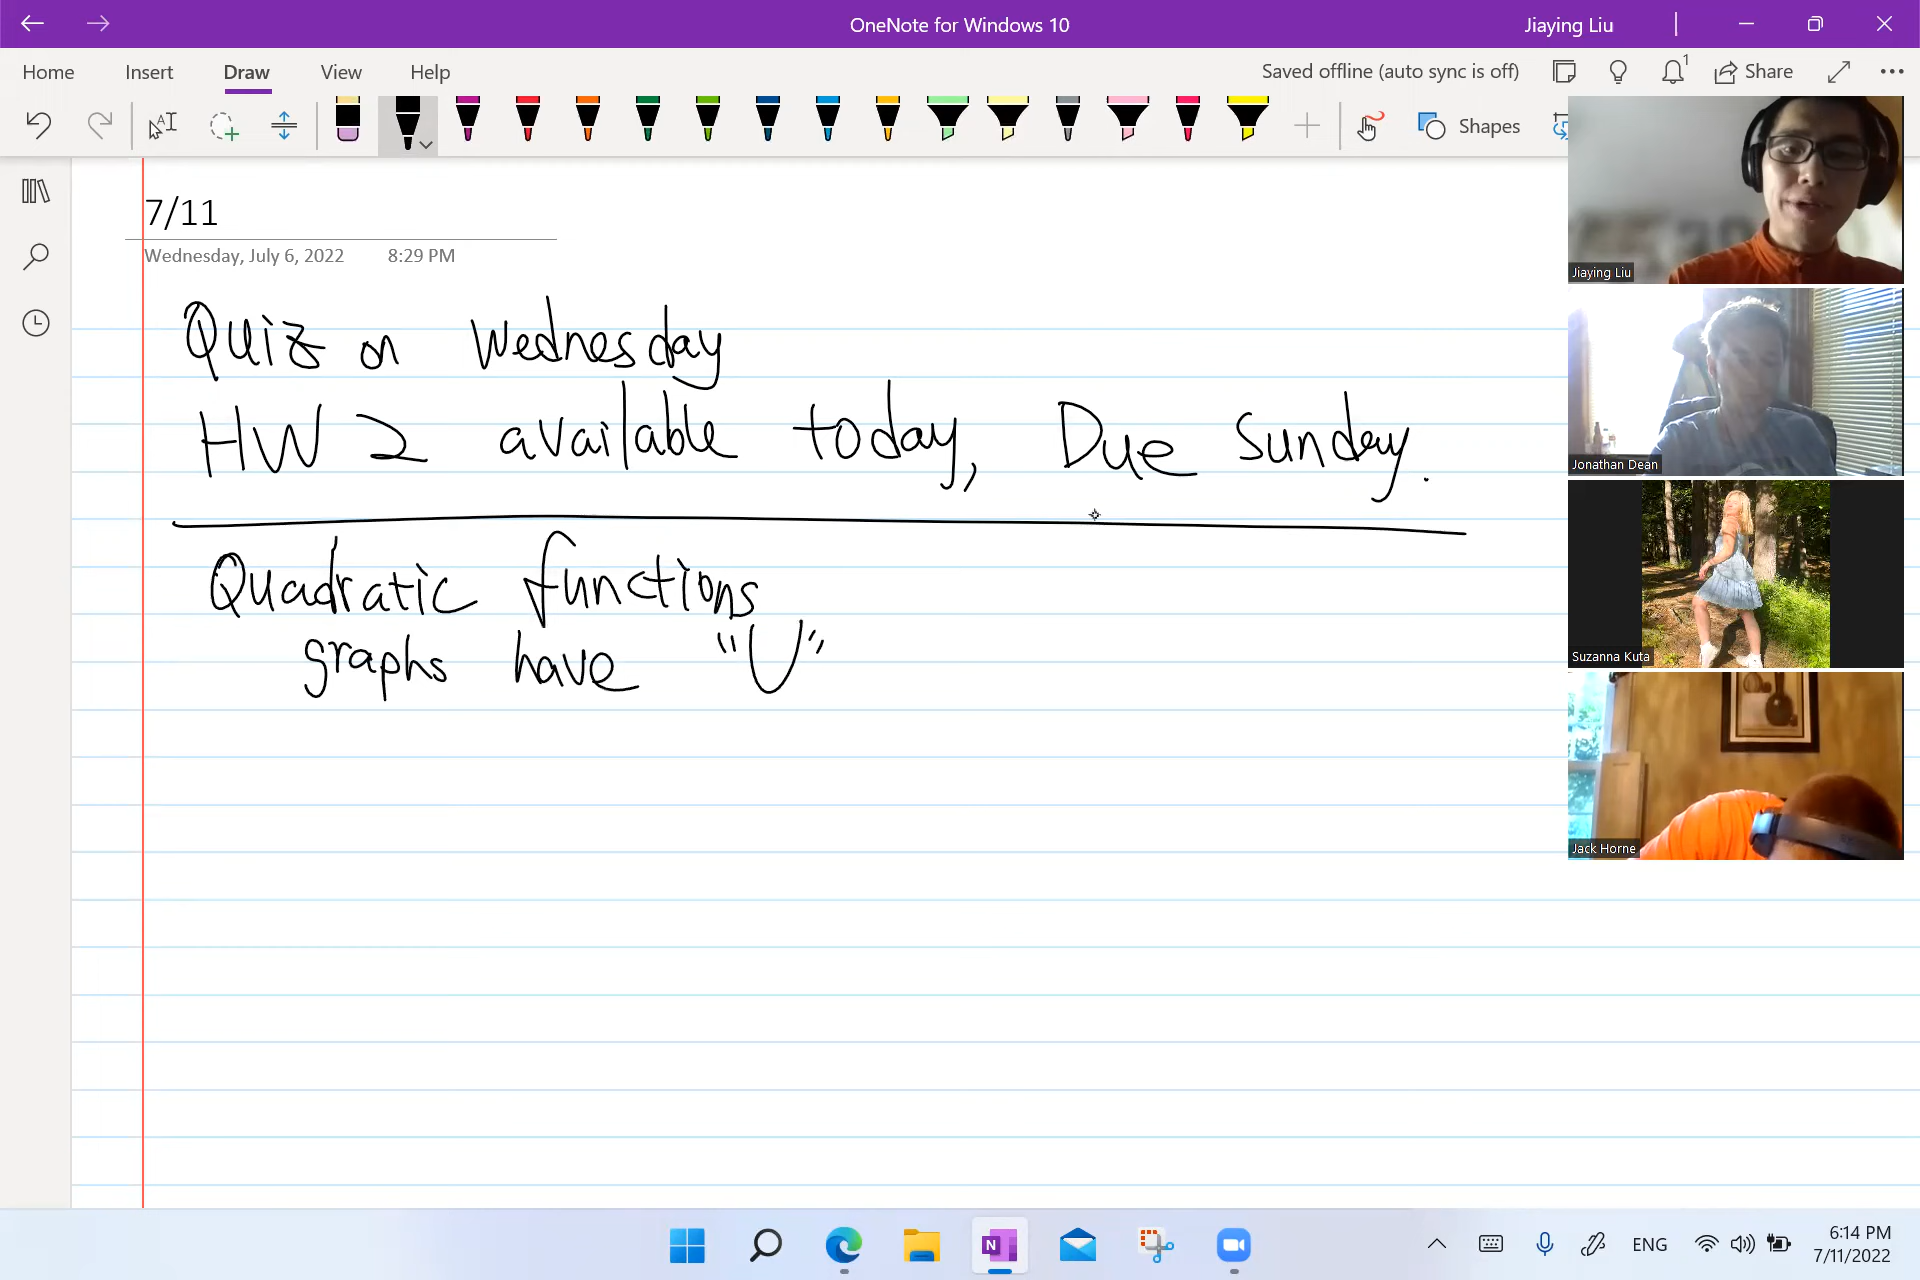 OneNote for Windows 10
Jiaying Liu
Home Insert Draw View Help
Saved offline (auto sync is off)
1
Share
Shapes
7/11
Wednesday, July 6, 2022 8:29 PM
Quiz on Wednesday
HW 2 available today, Due Sunday.
Quadratic functions
graphs have "U"
Jiaying Liu
Jonathan Dean
Suzanna Kuta
Jack Horne
ENG
6:14 PM
7/11/2022